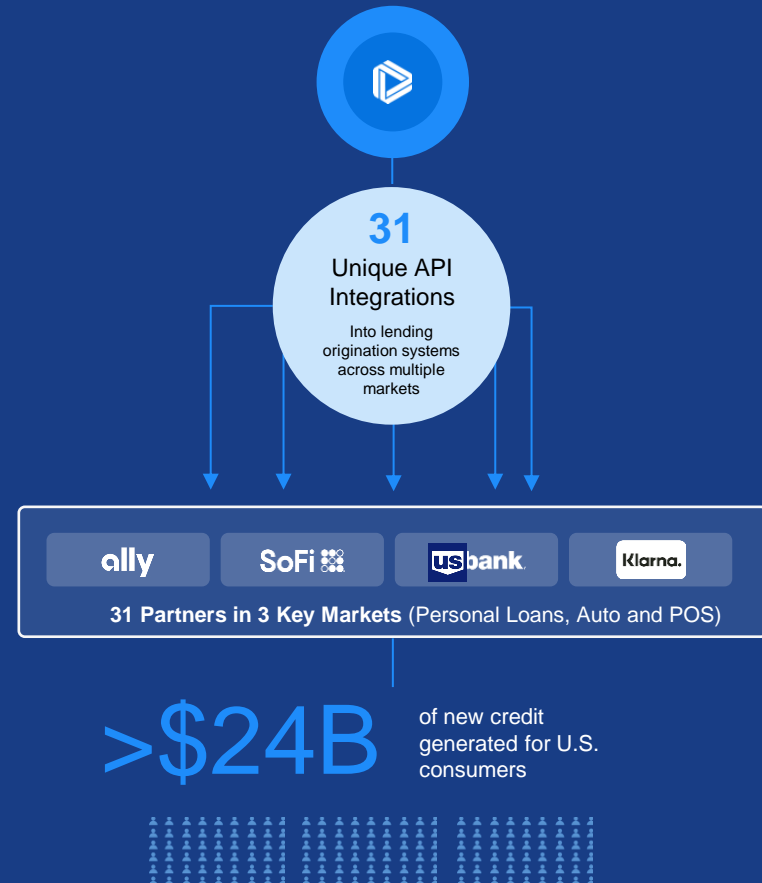 31
Unique API
Integrations
Into lending
origination systems
across multiple
markets
ally SoFi usbank Klarna.
31 Partners in 3 Key Markets (Personal Loans, Auto and POS)
>$24B
of new credit
generated for U.S.
consumers